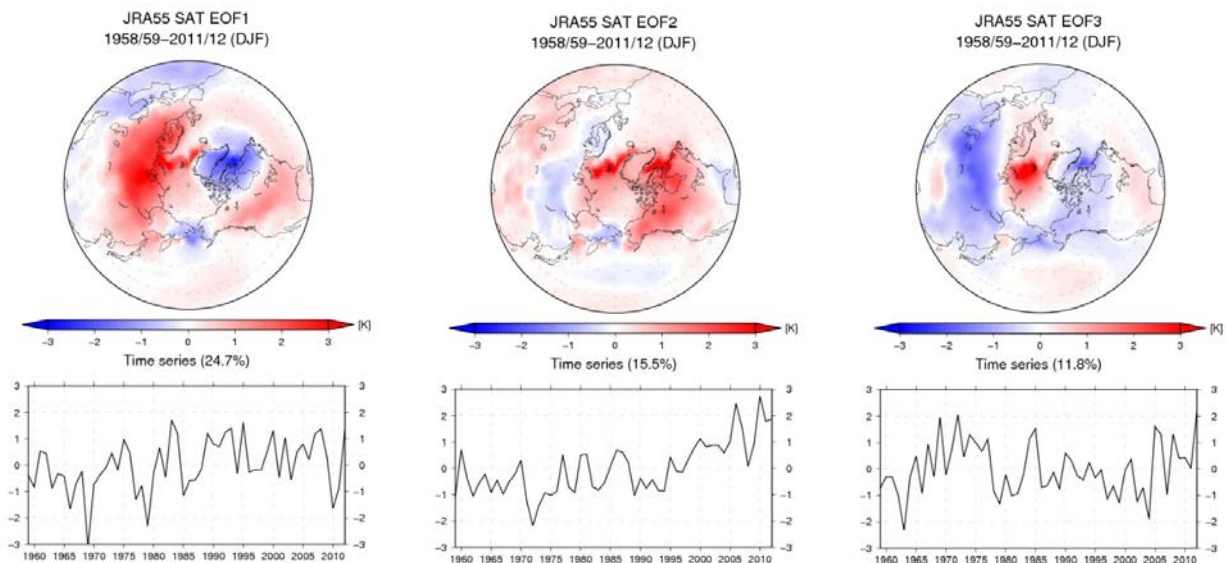 JRA55 SAT EOF1
1958/59−2011/12 (DJF)
−3 −2 −1 0 1 2 3 [K]
Time series (24.7%)
3 3
2 2
1 1
0 0
−1 −1
−2 −2
−3 −3
1960 1965 1970 1975 1980 1985 1990 1995 2000 2005 2010
JRA55 SAT EOF2
1958/59−2011/12 (DJF)
−3 −2 −1 0 1 2 3 [K]
Time series (15.5%)
3 3
2 2
1 1
0 0
−1 −1
−2 −2
−3 −3
1960 1965 1970 1975 1980 1985 1990 1995 2000 2005 2010
JRA55 SAT EOF3
1958/59−2011/12 (DJF)
−3 −2 −1 0 1 2 3 [K]
Time series (11.8%)
3 3
2 2
1 1
0 0
−1 −1
−2 −2
−3 −3
1960 1965 1970 1975 1980 1985 1990 1995 2000 2005 2010